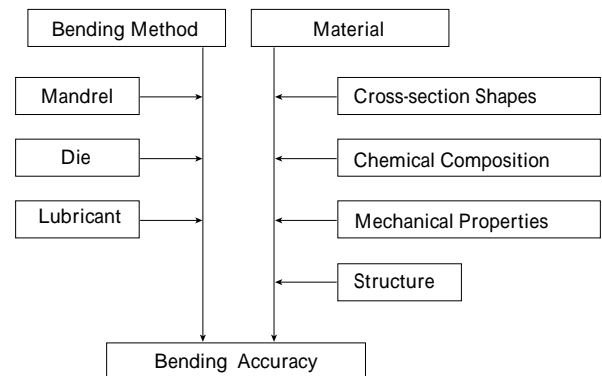 Bending Method
Material
Mandrel
Cross-section Shapes
Die
Chemical Composition
Lubricant
Mechanical Properties
Structure
Bending Accuracy